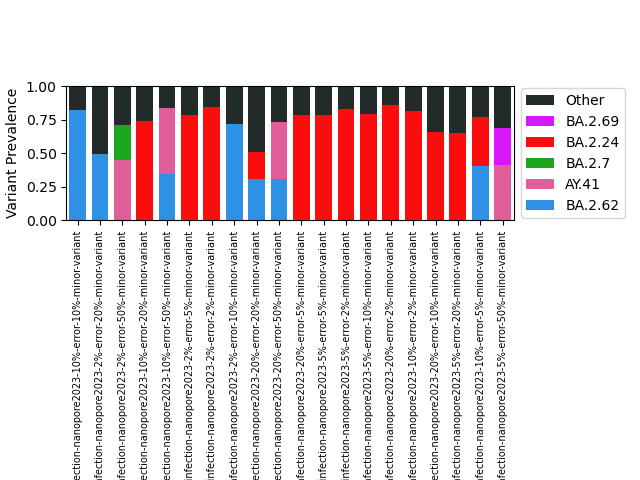 1.00
0.75
0.50
0.25
0.00
Variant Prevalence
Other
BA.2.69
BA.2.24
BA.2.7
AY.41
BA.2.62
ection-nanopore2023-10%-error-10%-minor-variant
nfection-nanopore2023-2%-error-20%-minor-variant
nfection-nanopore2023-2%-error-50%-minor-variant
ection-nanopore2023-10%-error-20%-minor-variant
ection-nanopore2023-10%-error-50%-minor-variant
infection-nanopore2023-2%-error-5%-minor-variant
infection-nanopore2023-2%-error-2%-minor-variant
nfection-nanopore2023-2%-error-10%-minor-variant
ection-nanopore2023-20%-error-20%-minor-variant
ection-nanopore2023-20%-error-50%-minor-variant
nfection-nanopore2023-20%-error-5%-minor-variant
infection-nanopore2023-5%-error-5%-minor-variant
infection-nanopore2023-5%-error-2%-minor-variant
nfection-nanopore2023-5%-error-10%-minor-variant
nfection-nanopore2023-20%-error-2%-minor-variant
nfection-nanopore2023-10%-error-2%-minor-variant
ection-nanopore2023-20%-error-10%-minor-variant
nfection-nanopore2023-5%-error-20%-minor-variant
nfection-nanopore2023-10%-error-5%-minor-variant
nfection-nanopore2023-5%-error-50%-minor-variant